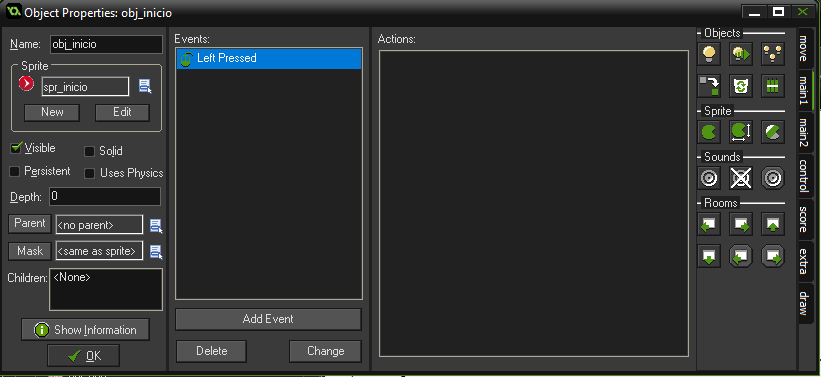 Object Properties: obj_inicio
Name: obj_inicio
Sprite
spr_inicio
New Edit
Visible Solid
Persistent Uses Physics
Depth: 0
Parent <no parent>
Mask <same as sprite>
Children: <None>
Show Information
OK
Events:
Left Pressed
Add Event
Delete Change
Actions:
Objects
Sprite
Sounds
Rooms
move
main1
main2
control
score
extra
draw